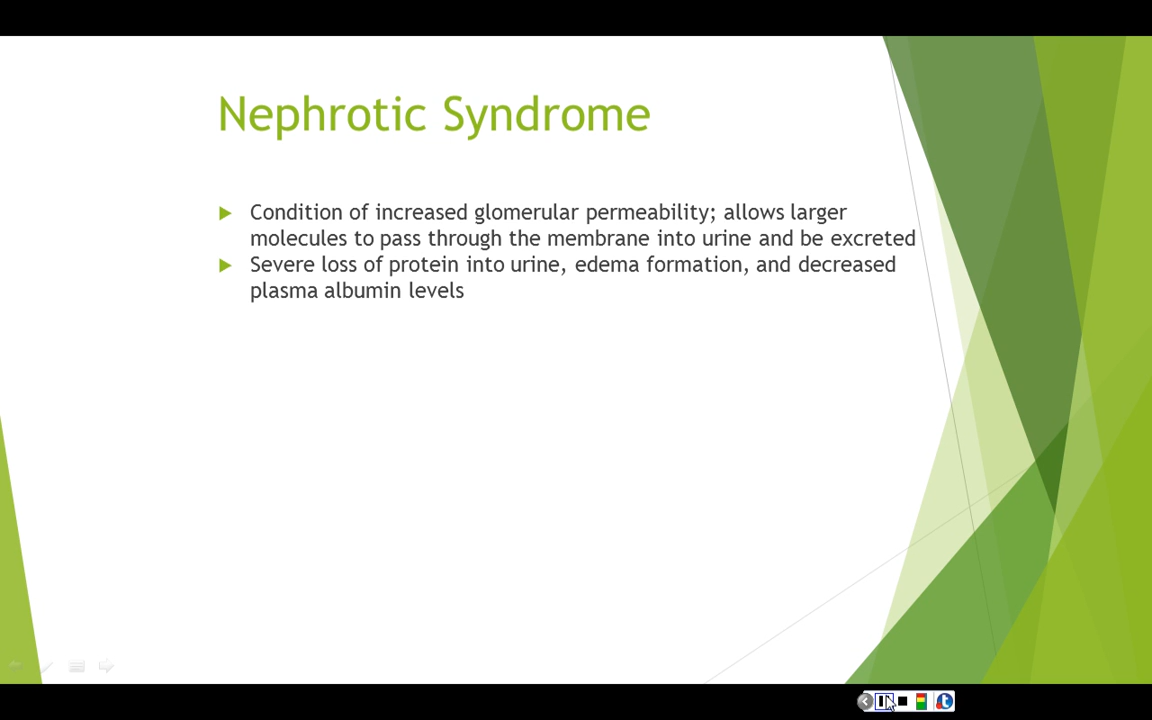 Nephrotic Syndrome
Condition of increased glomerular permeability; allows larger
molecules to pass through the membrane into urine and be excreted
Severe loss of protein into urine, edema formation, and decreased
plasma albumin levels